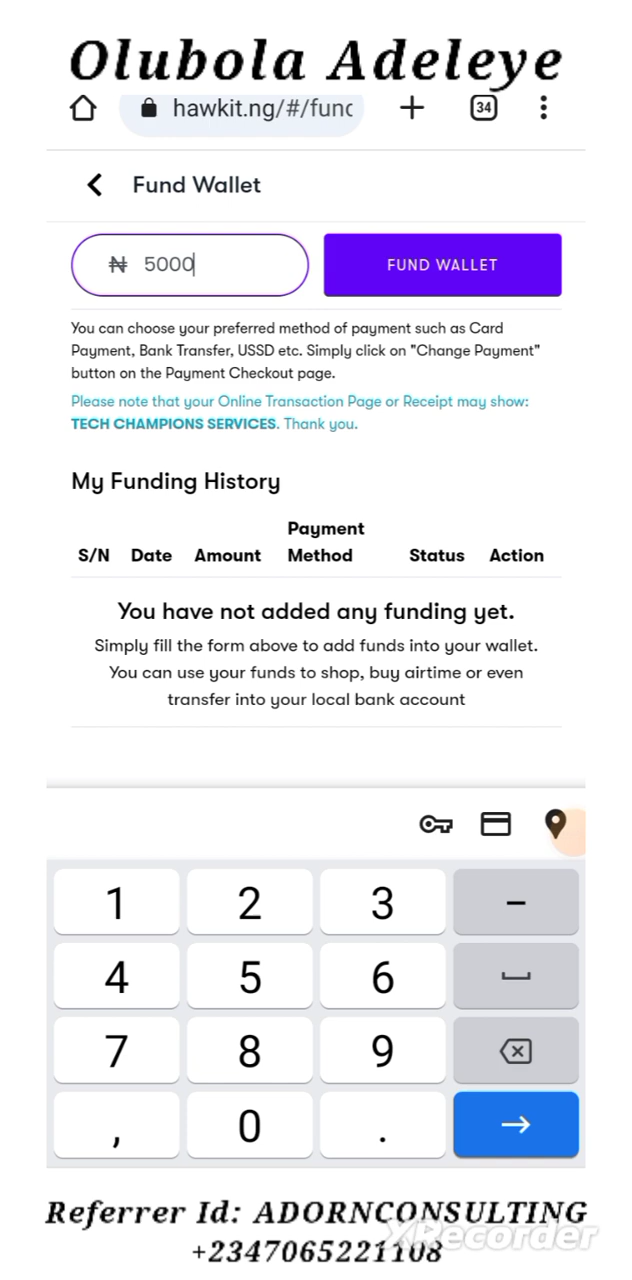 Olubola Adeleye
hawkit.ng/#/func
34
Fund Wallet
₦ 5000
FUND WALLET
You can choose your preferred method of payment such as Card
Payment, Bank Transfer, USSD etc. Simply click on "Change Payment"
button on the Payment Checkout page.
Please note that your Online Transaction Page or Receipt may show:
TECH CHAMPIONS SERVICES. Thank you.
My Funding History
S/N Date Amount Payment Method Status Action
You have not added any funding yet.
Simply fill the form above to add funds into your wallet.
You can use your funds to shop, buy airtime or even
transfer into your local bank account
1 2 3 -
4 5 6
7 8 9
, 0 .
Referrer Id: ADORNCONSULTING
XRecorder
+2347065221108